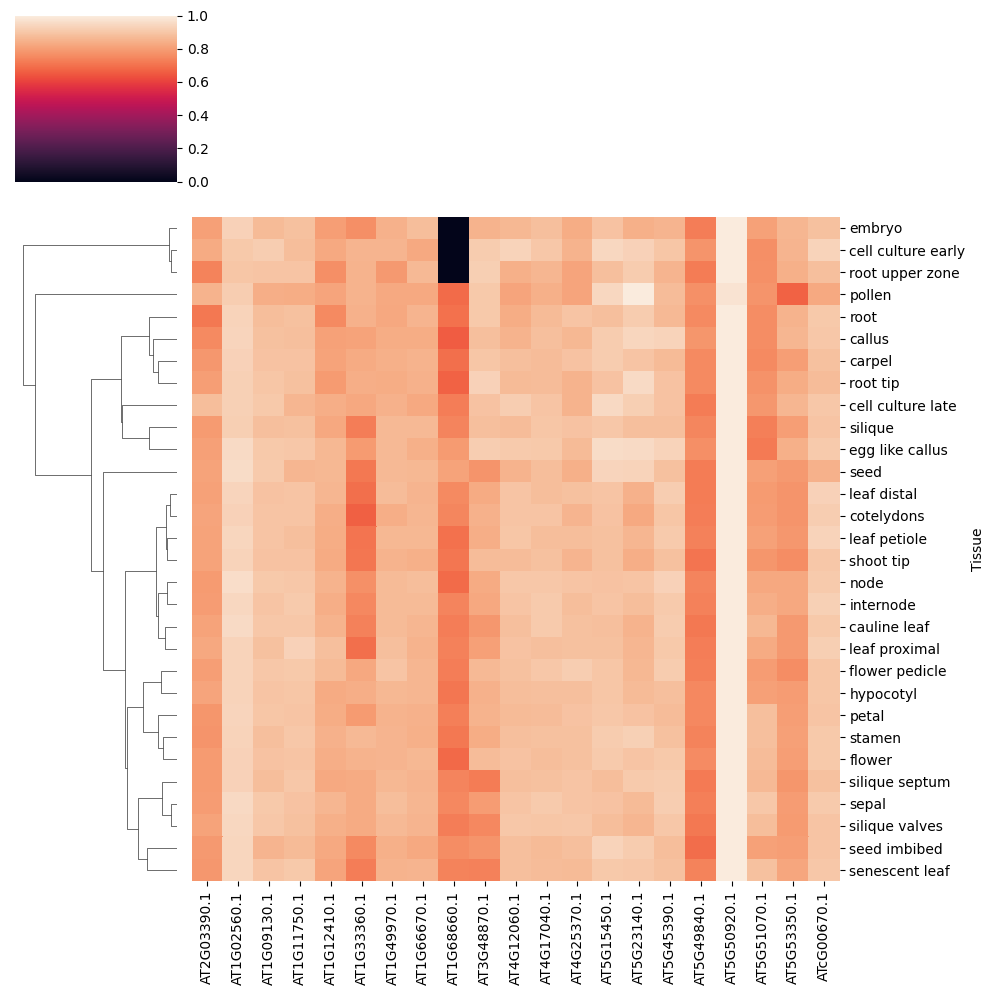 1.0
0.8
0.6
0.4
0.2
0.0
embryo
cell culture early
root upper zone
pollen
root
callus
carpel
root tip
cell culture late
silique
egg like callus
seed
leaf distal
cotelydons
leaf petiole
shoot tip
node
internode
cauline leaf
leaf proximal
flower pedicle
hypocotyl
petal
stamen
flower
silique septum
sepal
silique valves
seed imbibed
senescent leaf
Tissue
AT2G03390.1
AT1G02560.1
AT1G09130.1
AT1G11750.1
AT1G12410.1
AT1G33360.1
AT1G49970.1
AT1G66670.1
AT1G68660.1
AT3G48870.1
AT4G12060.1
AT4G17040.1
AT4G25370.1
AT5G15450.1
AT5G23140.1
AT5G45390.1
AT5G49840.1
AT5G50920.1
AT5G51070.1
AT5G53350.1
ATcG00670.1